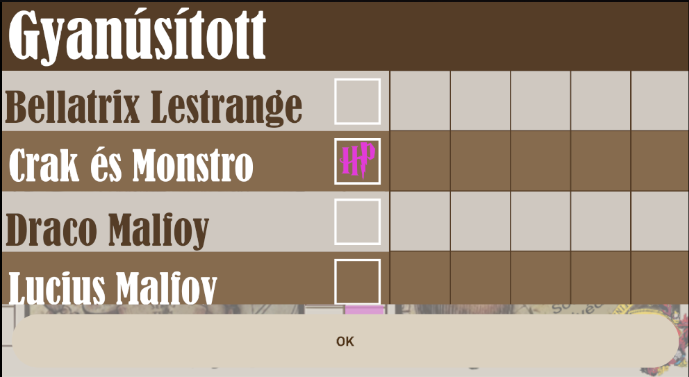 Gyanúsított
Bellatrix Lestrange
Crak és Monstro
HP
Draco Malfoy
Lucius Malfoy
OK